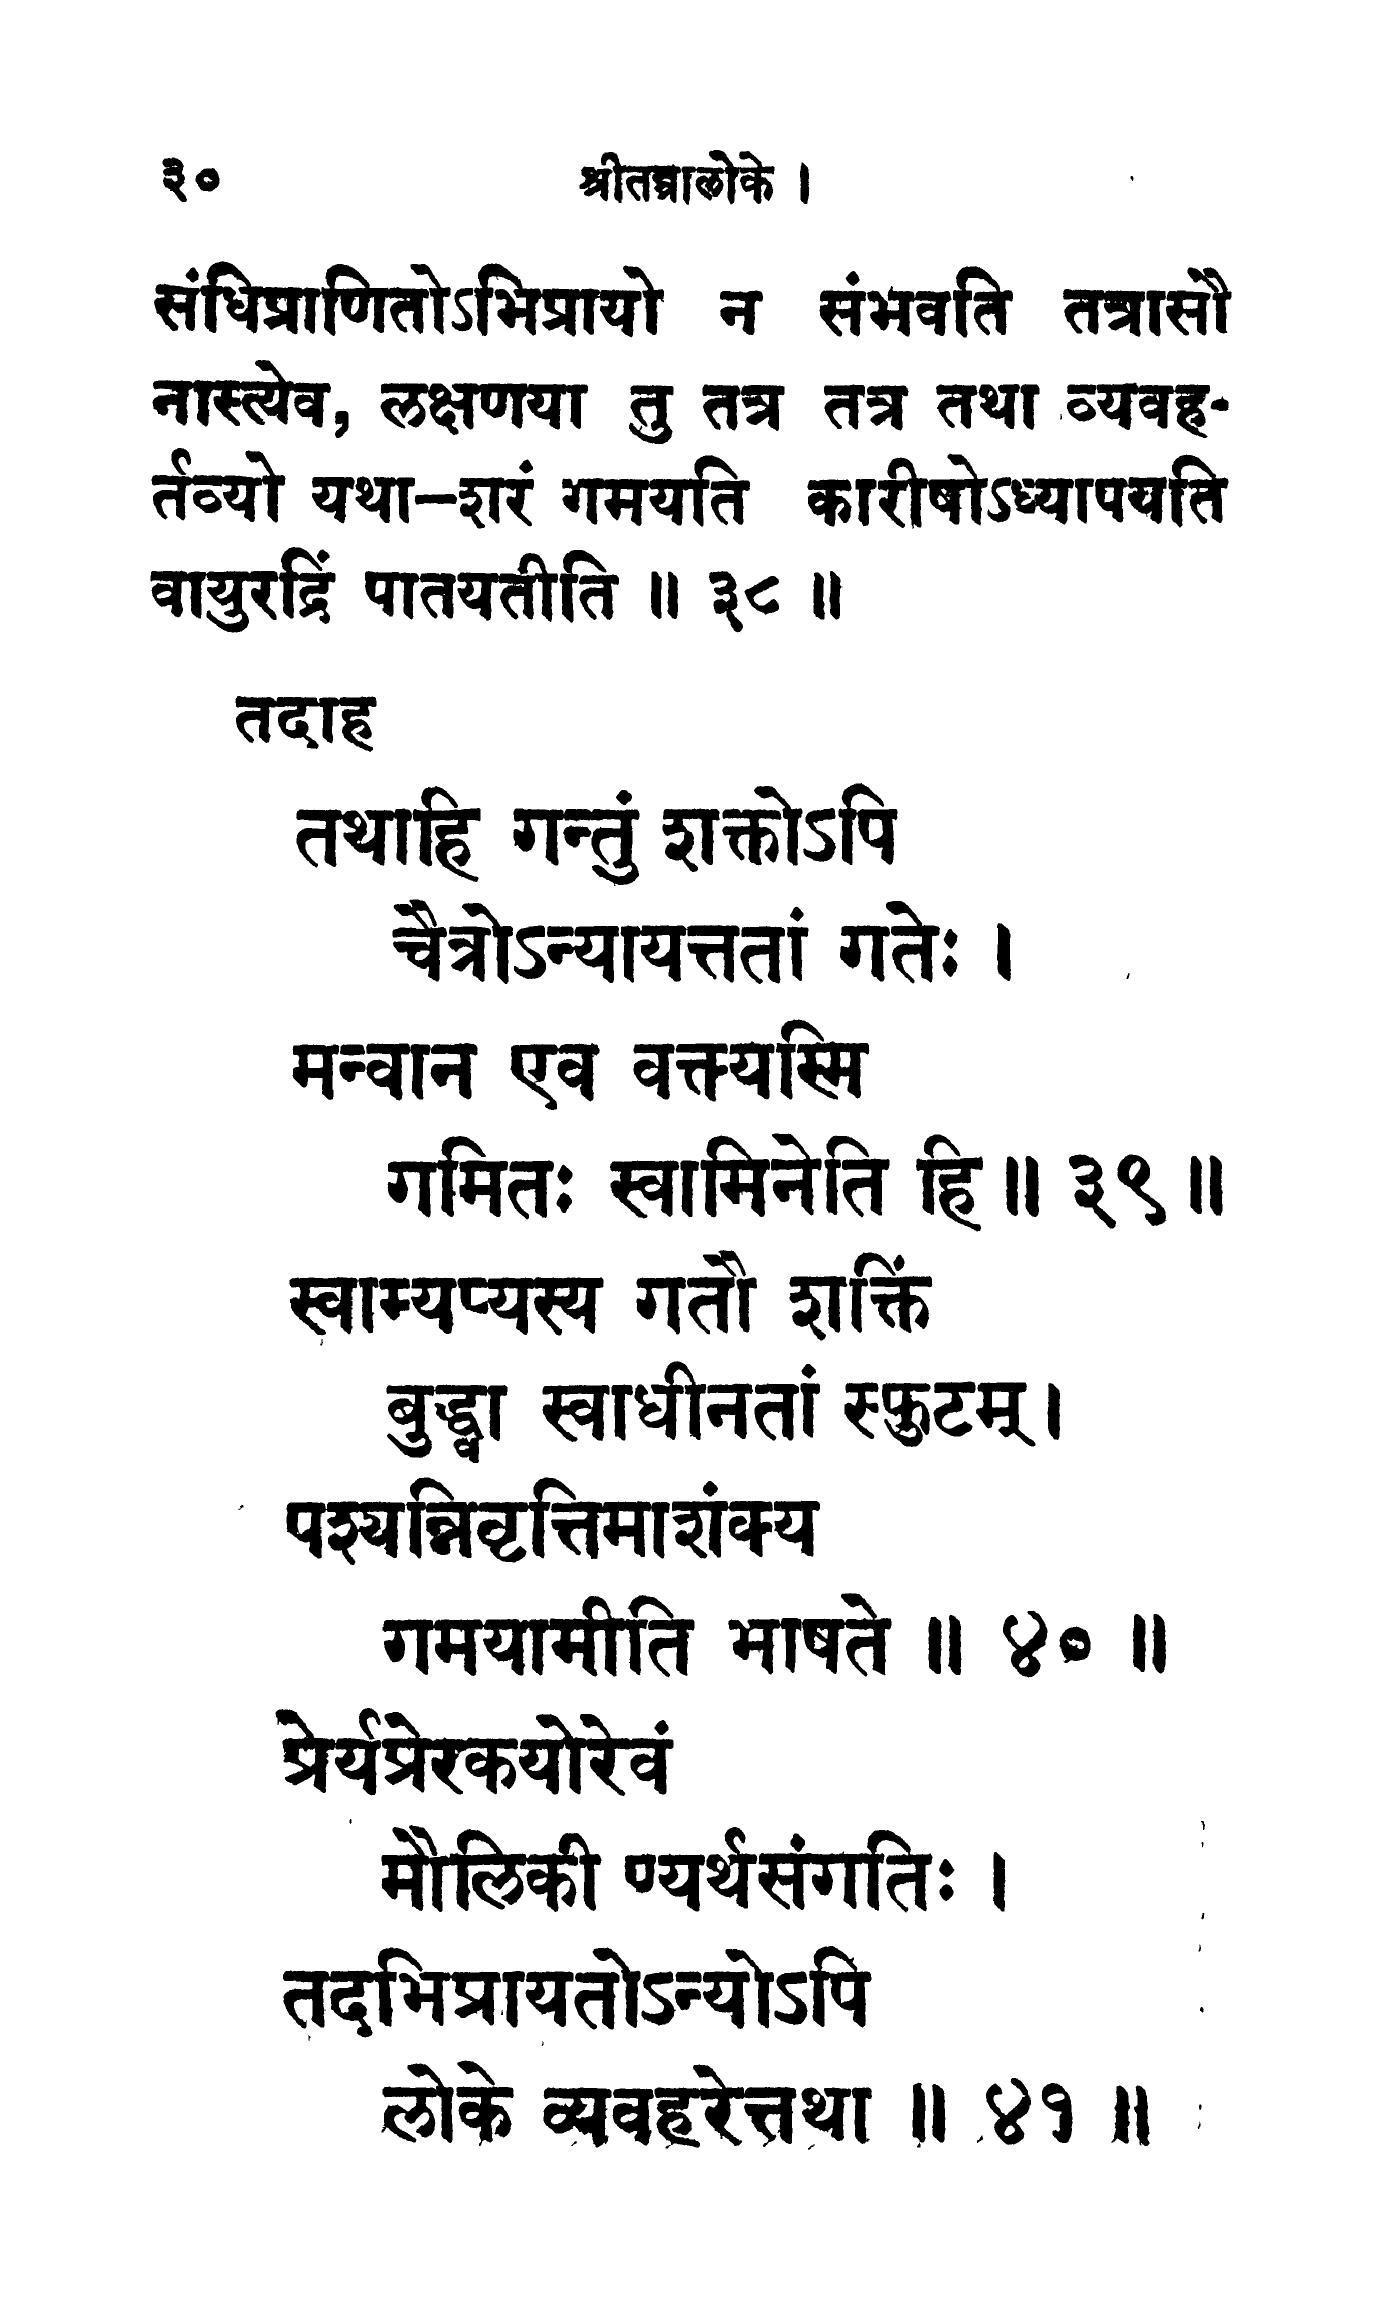 ३० श्रीतन्त्रालोके ।
संधिप्राणितोऽभिप्रायो न संभवति तत्रासौ
नास्त्येव, लक्षणया तु तत्र तत्र तथा व्यवह-
र्तव्यो यथा—शरं गमयति कारीषोऽध्यापयति
वायुरद्रिं पातयतीति ॥ ३८ ॥
तदाह
तथाहि गन्तुं शक्तोऽपि
चैत्रोऽन्यायत्ततां गतेः ।
मन्वान एव वक्त्यस्मि
गमितः स्वामिनेति हि ॥ ३९ ॥
स्वाम्यप्यस्य गतौ शक्तिं
बुद्ध्वा स्वाधीनतां स्फुटम् ।
पश्यन्निवृत्तिमाशंक्य
गमयामीति भाषते ॥ ४० ॥
प्रेर्यप्रेरकयोरेवं
मौलिकी ण्यर्थसंगतिः ।
तदभिप्रायतोऽन्योऽपि
लोके व्यवहरेत्तथा ॥ ४१ ॥